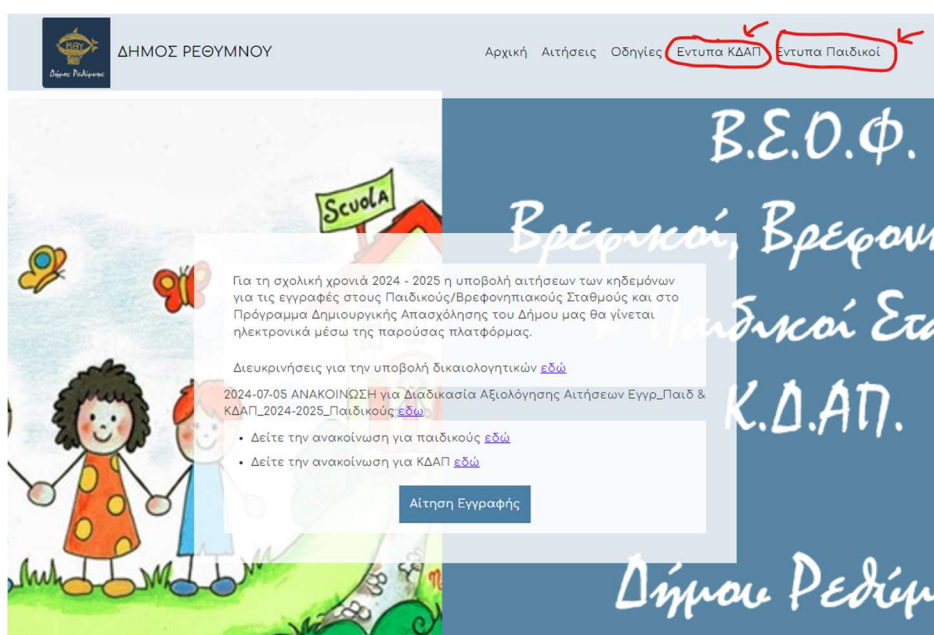 ΜΑΥ
Δήμος Ρεθύμνης
ΔΗΜΟΣ ΡΕΘΥΜΝΟΥ
Αρχική Αιτήσεις Οδηγίες Εντυπα ΚΔΑΠ Εντυπα Παιδικοί
Scuola
Β.Ε.Ο.Φ.
Βρεφικοί,
Για τη σχολική χρονιά 2024 - 2025 η υποβολή αιτήσεων των κηδεμόνων
για τις εγγραφές στους Παιδικούς/Βρεφονηπιακούς Σταθμούς και στο
Πρόγραμμα Δημιουργικής Απασχόλησης του Δήμου μας θα γίνεται
ηλεκτρονικά μέσω της παρούσας πλατφόρμας.
Διευκρινήσεις για την υποβολή δικαιολογητικών εδώ
2024-07-05 ΑΝΑΚΟΙΝΩΣΗ για Διαδικασία Αξιολόγησης Αιτήσεων Εγγρ_Παιδ &
ΚΔΑΠ_2024-2025_Παιδικούς εδω
• Δείτε την ανακοίνωση για παιδικούς εδώ
• Δείτε την ανακοίνωση για ΚΔΑΠ εδώ
Αίτηση Εγγραφής
Παιδικοί
Κ.Δ.ΑΠ.
Δήμου